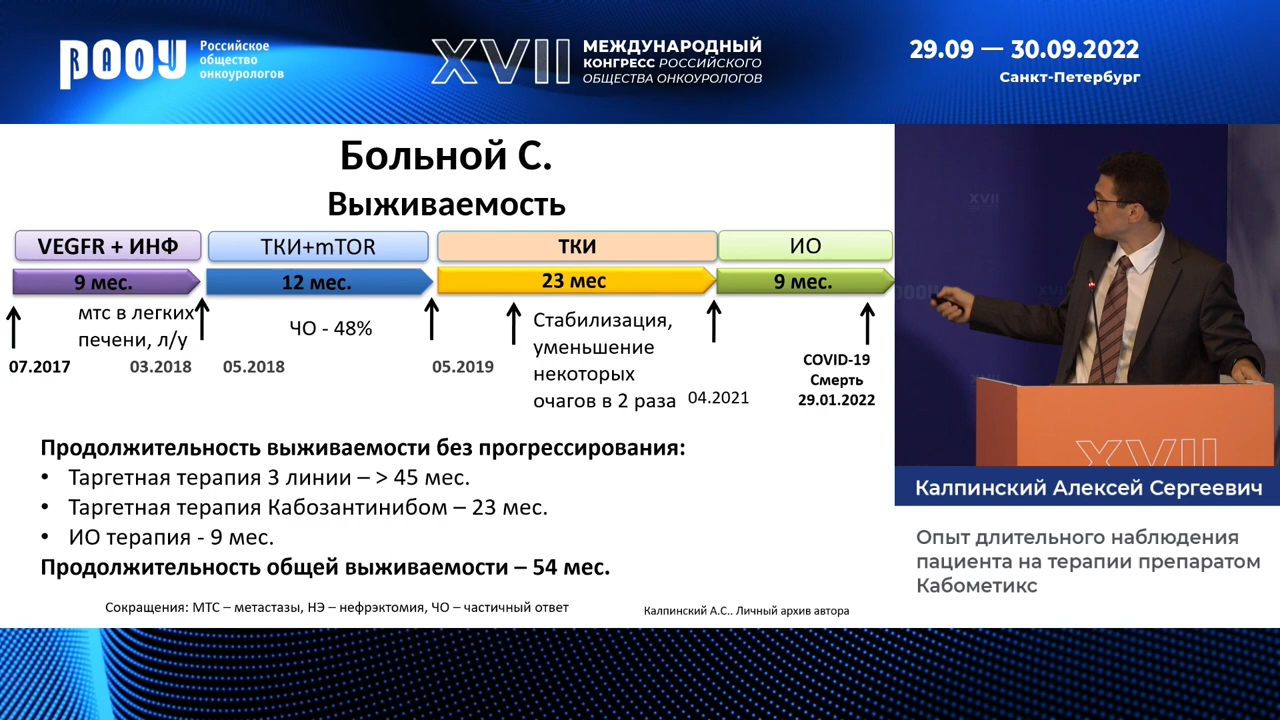 РООУ
RAOU
Российское
общество
онкоурологов
XVII
МЕЖДУНАРОДНЫЙ
КОНГРЕСС РОССИЙСКОГО
ОБЩЕСТВА ОНКОУРОЛОГОВ
29.09 — 30.09.2022
Санкт-Петербург
Больной С.
Выживаемость
VEGFR + ИНФ
ТКИ+mTOR
ТКИ
ИО
9 мес.
12 мес.
23 мес
9 мес.
мтс в легких
печени, л/у
ЧО - 48%
Стабилизация,
уменьшение
некоторых
очагов в 2 раза
07.2017
03.2018
05.2018
05.2019
04.2021
COVID-19
Смерть
29.01.2022
Продолжительность выживаемости без прогрессирования:
• Таргетная терапия 3 линии – > 45 мес.
• Таргетная терапия Кабозантинибом – 23 мес.
• ИО терапия - 9 мес.
Продолжительность общей выживаемости – 54 мес.
Сокращения: МТС – метастазы, НЭ – нефрэктомия, ЧО – частичный ответ
Калпинский А.С.. Личный архив автора
XVII
XVII
Калпинский Алексей Сергеевич
Опыт длительного наблюдения
пациента на терапии препаратом
Кабометикс